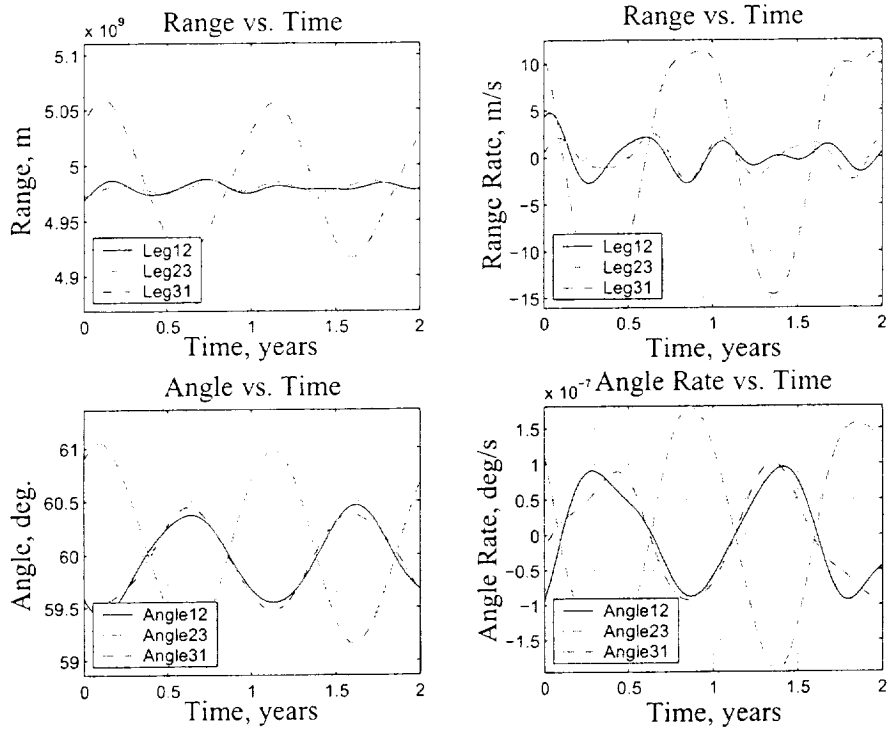 Range vs. Time
× 10⁹
5.1
5.05
5
4.95
4.9
Range, m
Leg12
Leg23
Leg31
0 0.5 1 1.5 2
Time, years
Range vs. Time
10
5
0
−5
−10
−15
Range Rate, m/s
Leg12
Leg23
Leg31
0 0.5 1 1.5 2
Time, years
Angle vs. Time
61
60.5
60
59.5
59
Angle, deg.
Angle12
Angle23
Angle31
0 0.5 1 1.5 2
Time, years
× 10⁻⁷ Angle Rate vs. Time
1.5
1
0.5
0
−0.5
−1
−1.5
Angle Rate, deg/s
Angle12
Angle23
Angle31
0 0.5 1 1.5 2
Time, years